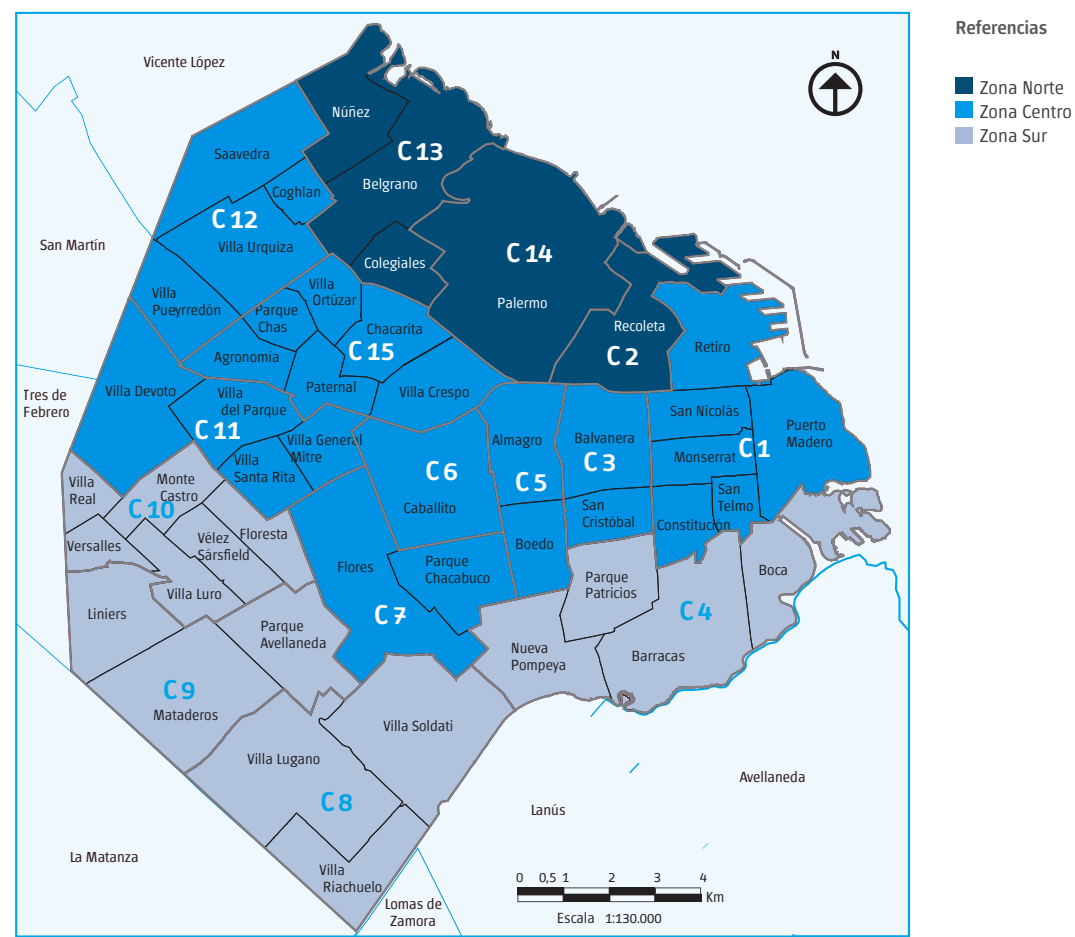 Referencias
Zona Norte
Zona Centro
Zona Sur
N
Vicente López
Núñez
C 13
Saavedra
Belgrano
Coghlan
C 12
Villa Urquiza
San Martín
C 14
Colegiales
Villa
Ortúzar
Villa
Pueyrredón
Palermo
Parque
Chas
Chacarita
Recoleta
C 15
C 2
Retiro
Agronomía
Tres de
Febrero
Villa Devoto
Paternal
Villa Crespo
Villa
del Parque
San Nicolás
Puerto
Madero
C 11
Villa General
Mitre
Almagro
Balvanera
C 1
Monserrat
C 3
C 6
Villa
Santa Rita
C 5
Villa
Real
Monte
Castro
San
Telmo
C 10
Caballito
San
Cristóbal
Constitución
Versalles
Vélez
Sársfield
Floresta
Boedo
Flores
Parque
Chacabuco
Boca
Parque
Patricios
Villa Luro
Liniers
C 7
C 4
Parque
Avellaneda
Nueva
Pompeya
Barracas
C 9
Mataderos
Villa Soldati
Villa Lugano
Avellaneda
C 8
Lanús
La Matanza
Villa
Riachuelo
0 0,5 1 2 3 4
Km
Escala 1:130.000
Lomas de
Zamora